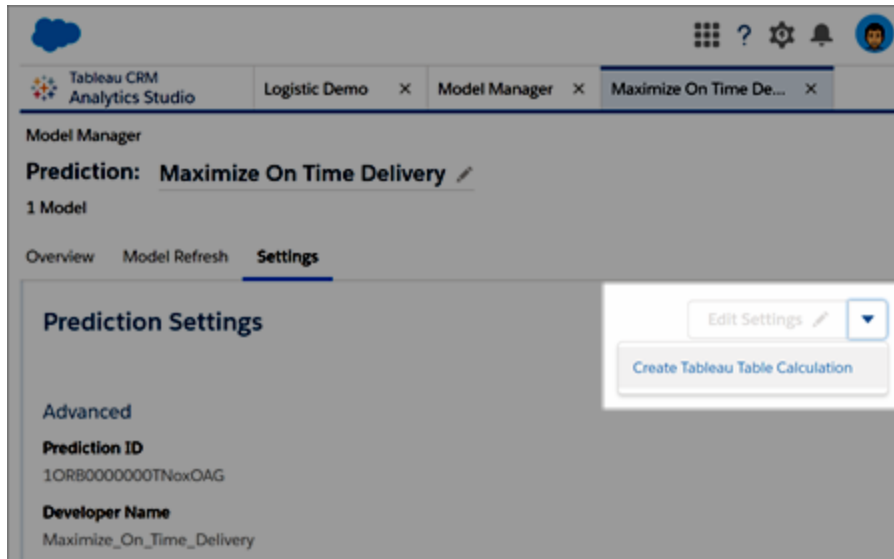 Tableau CRM
Analytics Studio
Logistic Demo
Model Manager
Maximize On Time De...
Model Manager
Prediction: Maximize On Time Delivery
1 Model
Overview Model Refresh Settings
Prediction Settings
Edit Settings
Create Tableau Table Calculation
Advanced
Prediction ID
1ORB0000000TNoxOAG
Developer Name
Maximize_On_Time_Delivery